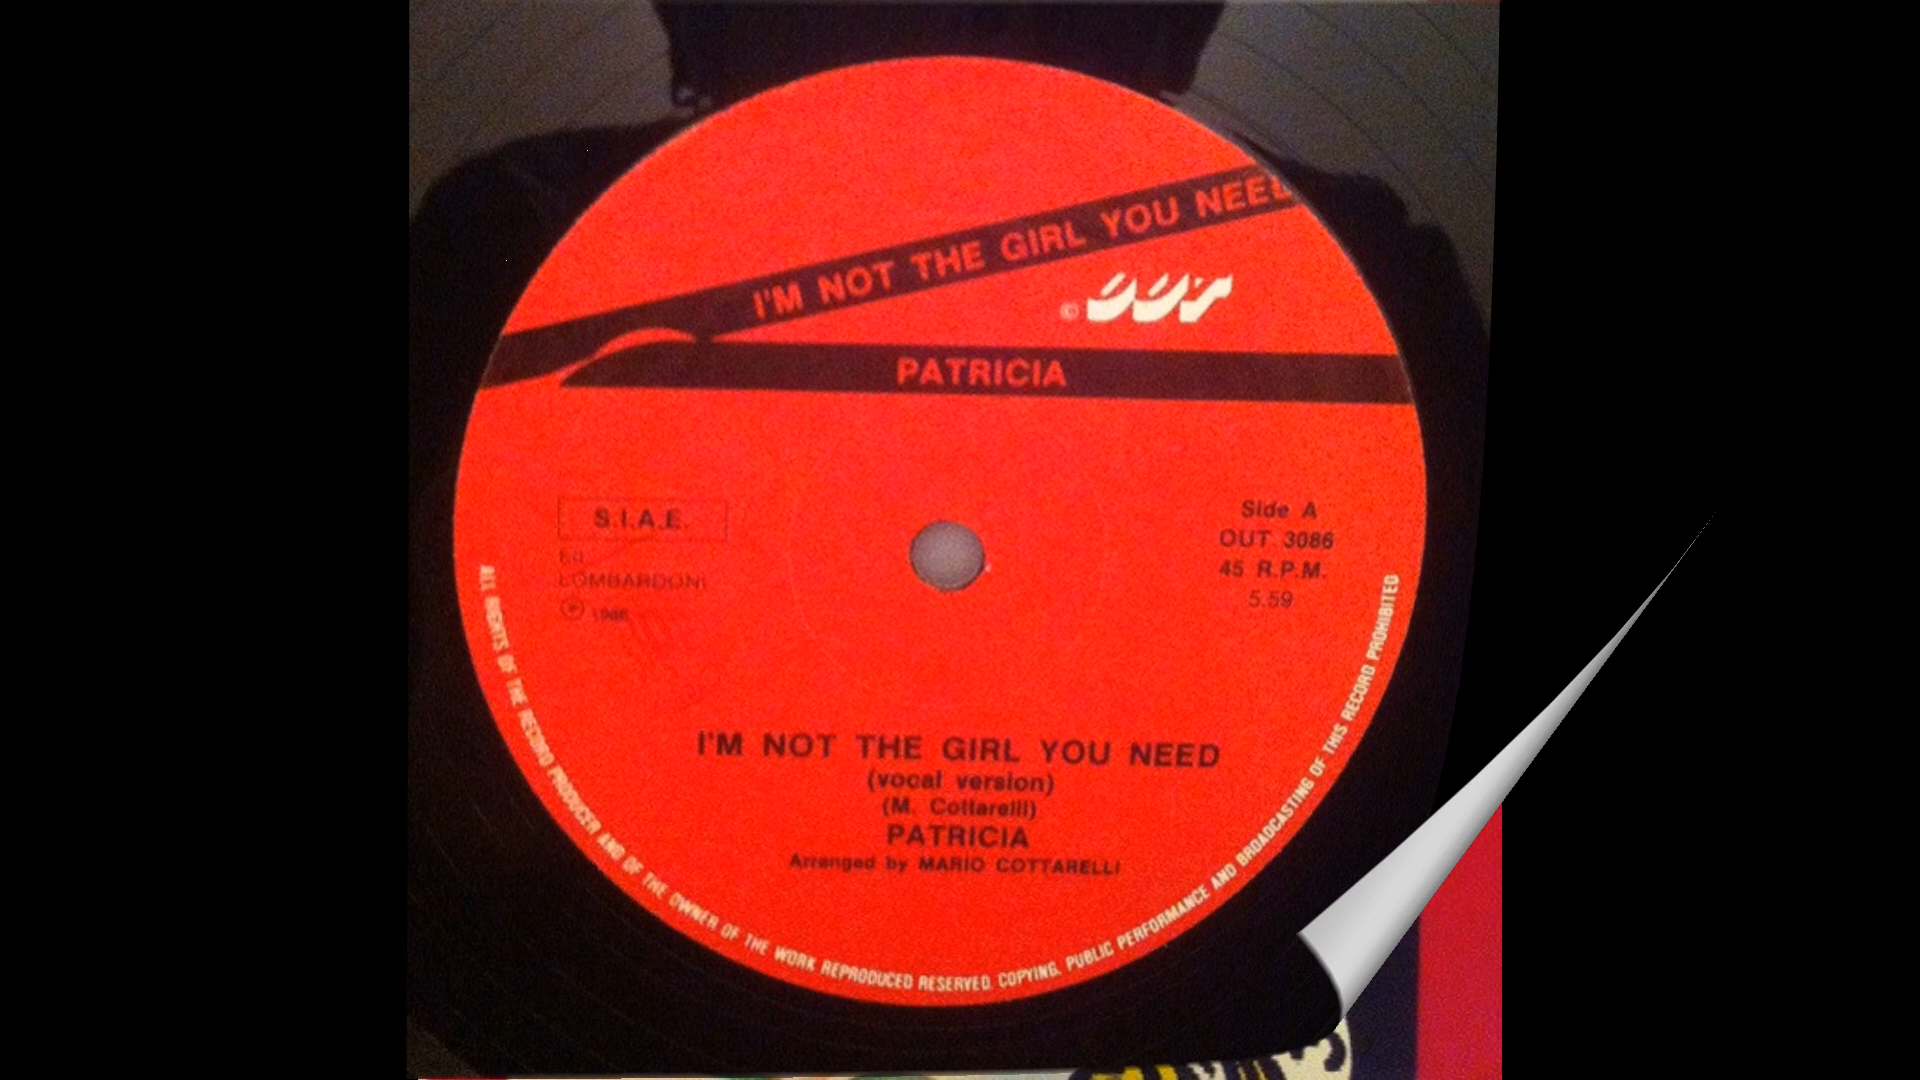 I'M NOT THE GIRL YOU NEED
© OUT
PATRICIA
S.I.A.E.
Ed.
LOMBARDONI
℗ 1986
Side A
OUT 3086
45 R.P.M.
5.59
I'M NOT THE GIRL YOU NEED
(vocal version)
(M. Cottarelli)
PATRICIA
Arranged by MARIO COTTARELLI
ALL RIGHTS OF THE RECORD PRODUCER AND OF THE OWNER OF THE WORK REPRODUCED RESERVED. COPYING, PUBLIC PERFORMANCE AND BROADCASTING OF THIS RECORD PROHIBITED